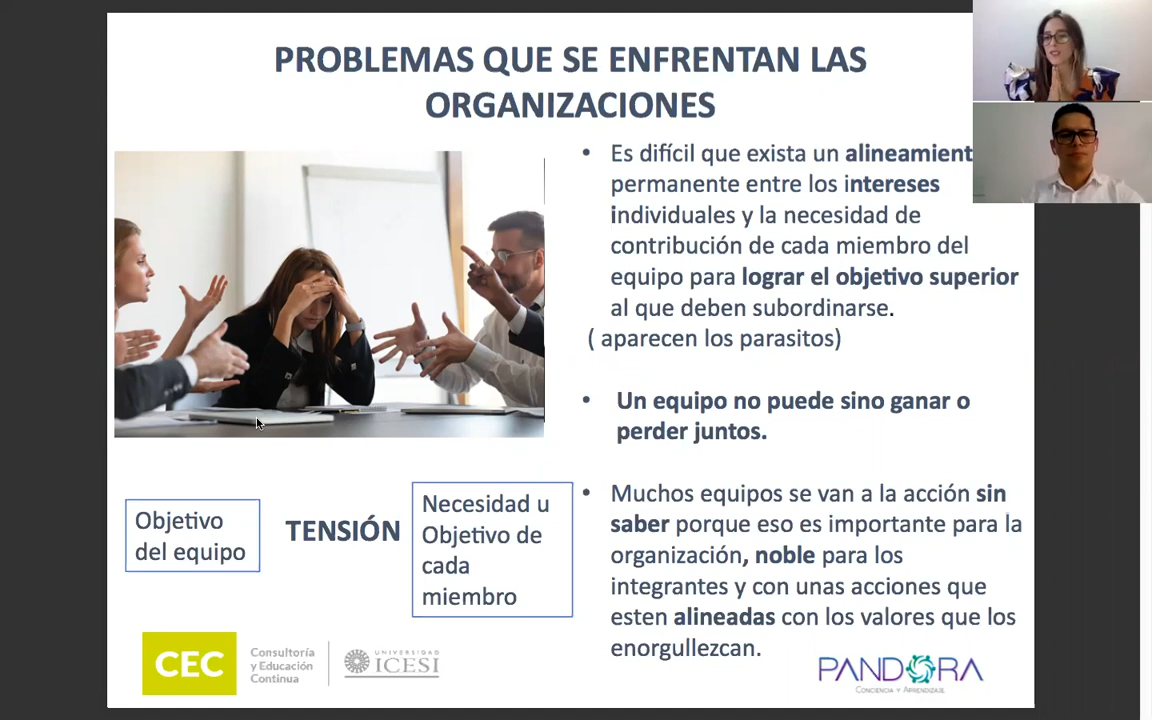 PROBLEMAS QUE SE ENFRENTAN LAS
ORGANIZACIONES
• Es difícil que exista un alineamient
permanente entre los intereses
individuales y la necesidad de
contribución de cada miembro del
equipo para lograr el objetivo superior
al que deben subordinarse.
( aparecen los parasitos)
• Un equipo no puede sino ganar o
perder juntos.
• Muchos equipos se van a la acción sin
saber porque eso es importante para la
organización, noble para los
integrantes y con unas acciones que
esten alineadas con los valores que los
enorgullezcan.
Objetivo
del equipo
TENSIÓN
Necesidad u
Objetivo de
cada
miembro
CEC
Consultoría
y Educación
Continua
UNIVERSIDAD
ICESI
PANDORA
CONCIENCIA Y APRENDIZAJE